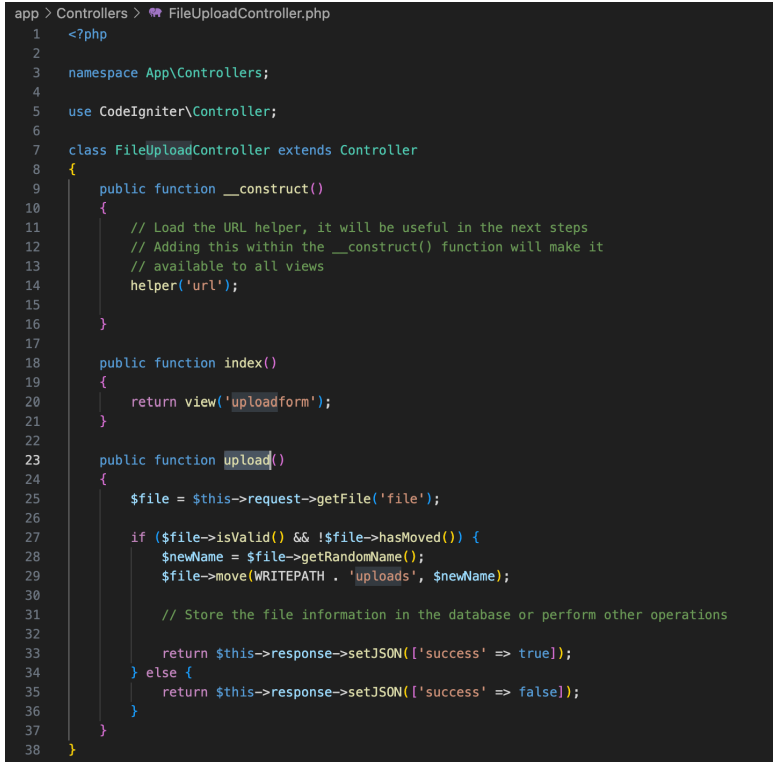 app > Controllers > FileUploadController.php
1 <?php
2
3 namespace App\Controllers;
4
5 use CodeIgniter\Controller;
6
7 class FileUploadController extends Controller
8 {
9     public function __construct()
10     {
11         // Load the URL helper, it will be useful in the next steps
12         // Adding this within the __construct() function will make it
13         // available to all views
14         helper('url');
15
16     }
17
18     public function index()
19     {
20         return view('uploadform');
21     }
22
23     public function upload()
24     {
25         $file = $this->request->getFile('file');
26
27         if ($file->isValid() && !$file->hasMoved()) {
28             $newName = $file->getRandomName();
29             $file->move(WRITEPATH . 'uploads', $newName);
30
31             // Store the file information in the database or perform other operations
32
33             return $this->response->setJSON(['success' => true]);
34         } else {
35             return $this->response->setJSON(['success' => false]);
36         }
37     }
38 }